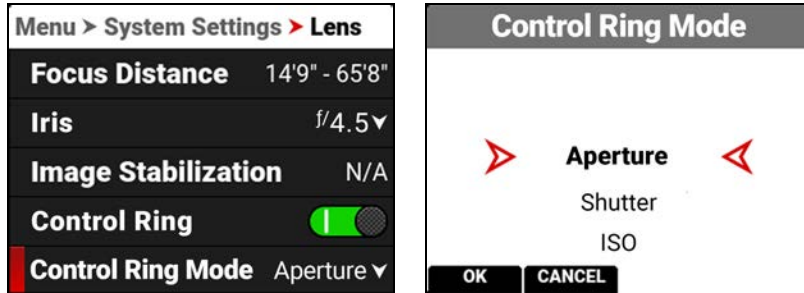 Menu > System Settings > Lens
Focus Distance 14'9" - 65'8"
Iris f/4.5
Image Stabilization N/A
Control Ring
Control Ring Mode Aperture
Control Ring Mode
Aperture
Shutter
ISO
OK CANCEL